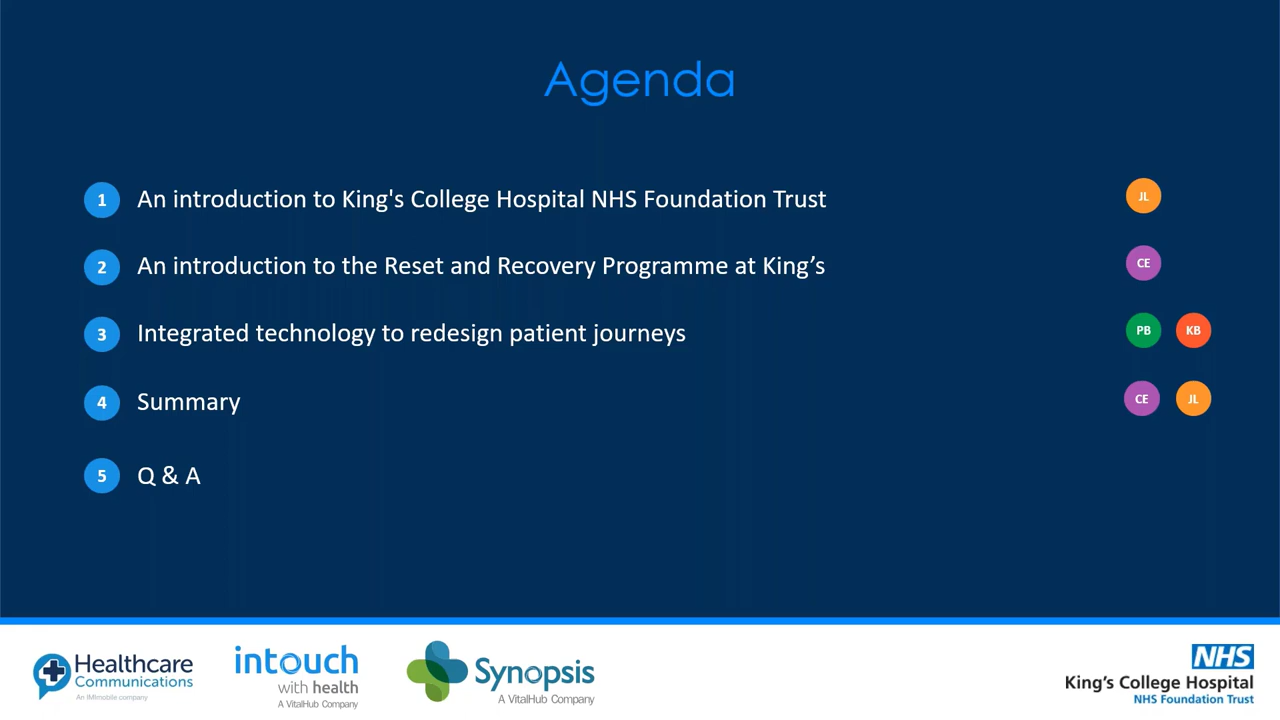 Agenda
1 An introduction to King's College Hospital NHS Foundation Trust JL
2 An introduction to the Reset and Recovery Programme at King’s CE
3 Integrated technology to redesign patient journeys PB KB
4 Summary CE JL
5 Q & A
Healthcare
Communications
An IMImobile company
intouch
with health
A VitalHub Company
Synopsis
A VitalHub Company
NHS
King's College Hospital
NHS Foundation Trust